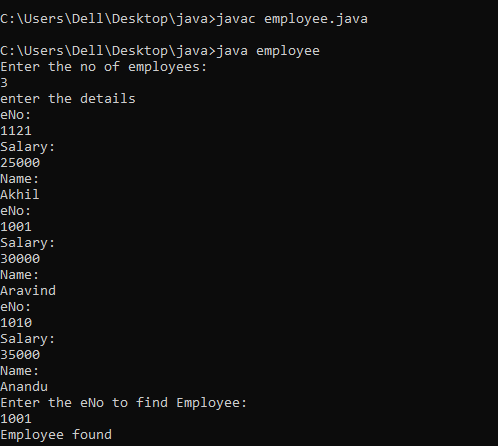 C:\Users\Dell\Desktop\java>javac employee.java
C:\Users\Dell\Desktop\java>java employee
Enter the no of employees:
3
enter the details
eNo:
1121
Salary:
25000
Name:
Akhil
eNo:
1001
Salary:
30000
Name:
Aravind
eNo:
1010
Salary:
35000
Name:
Anandu
Enter the eNo to find Employee:
1001
Employee found